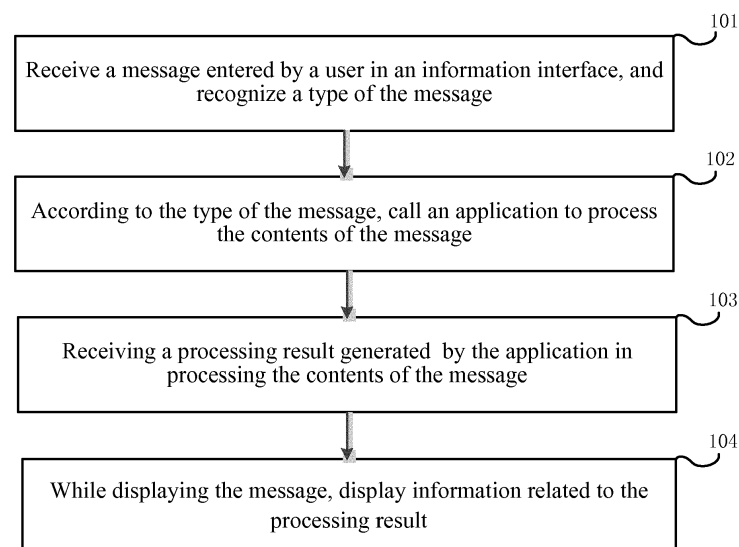 101
Receive a message entered by a user in an information interface, and
recognize a type of the message
102
According to the type of the message, call an application to process
the contents of the message
103
Receiving a processing result generated by the application in
processing the contents of the message
104
While displaying the message, display information related to the
processing result